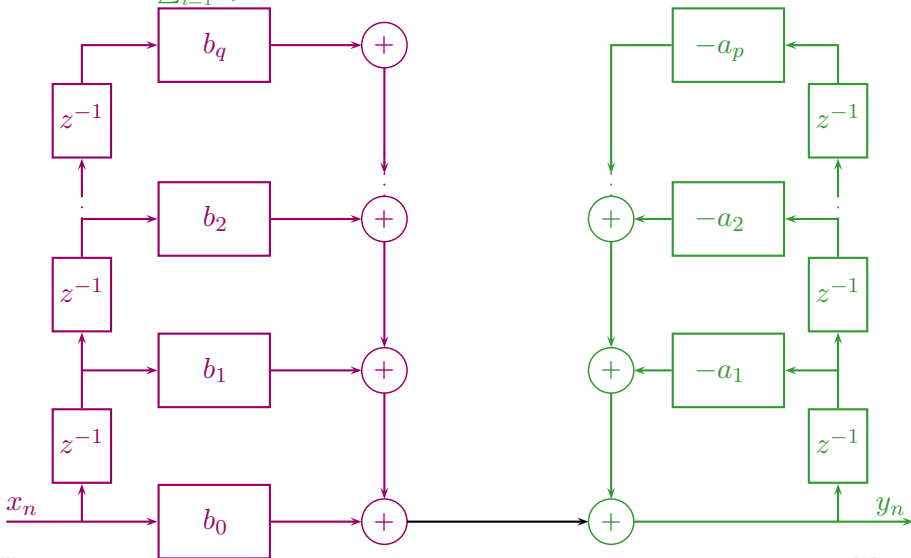 b_q + −a_p
z^{−1} z^{−1}
b_2 + + −a_2
z^{−1} z^{−1}
b_1 + + −a_1
z^{−1} z^{−1}
x_n b_0 + + y_n